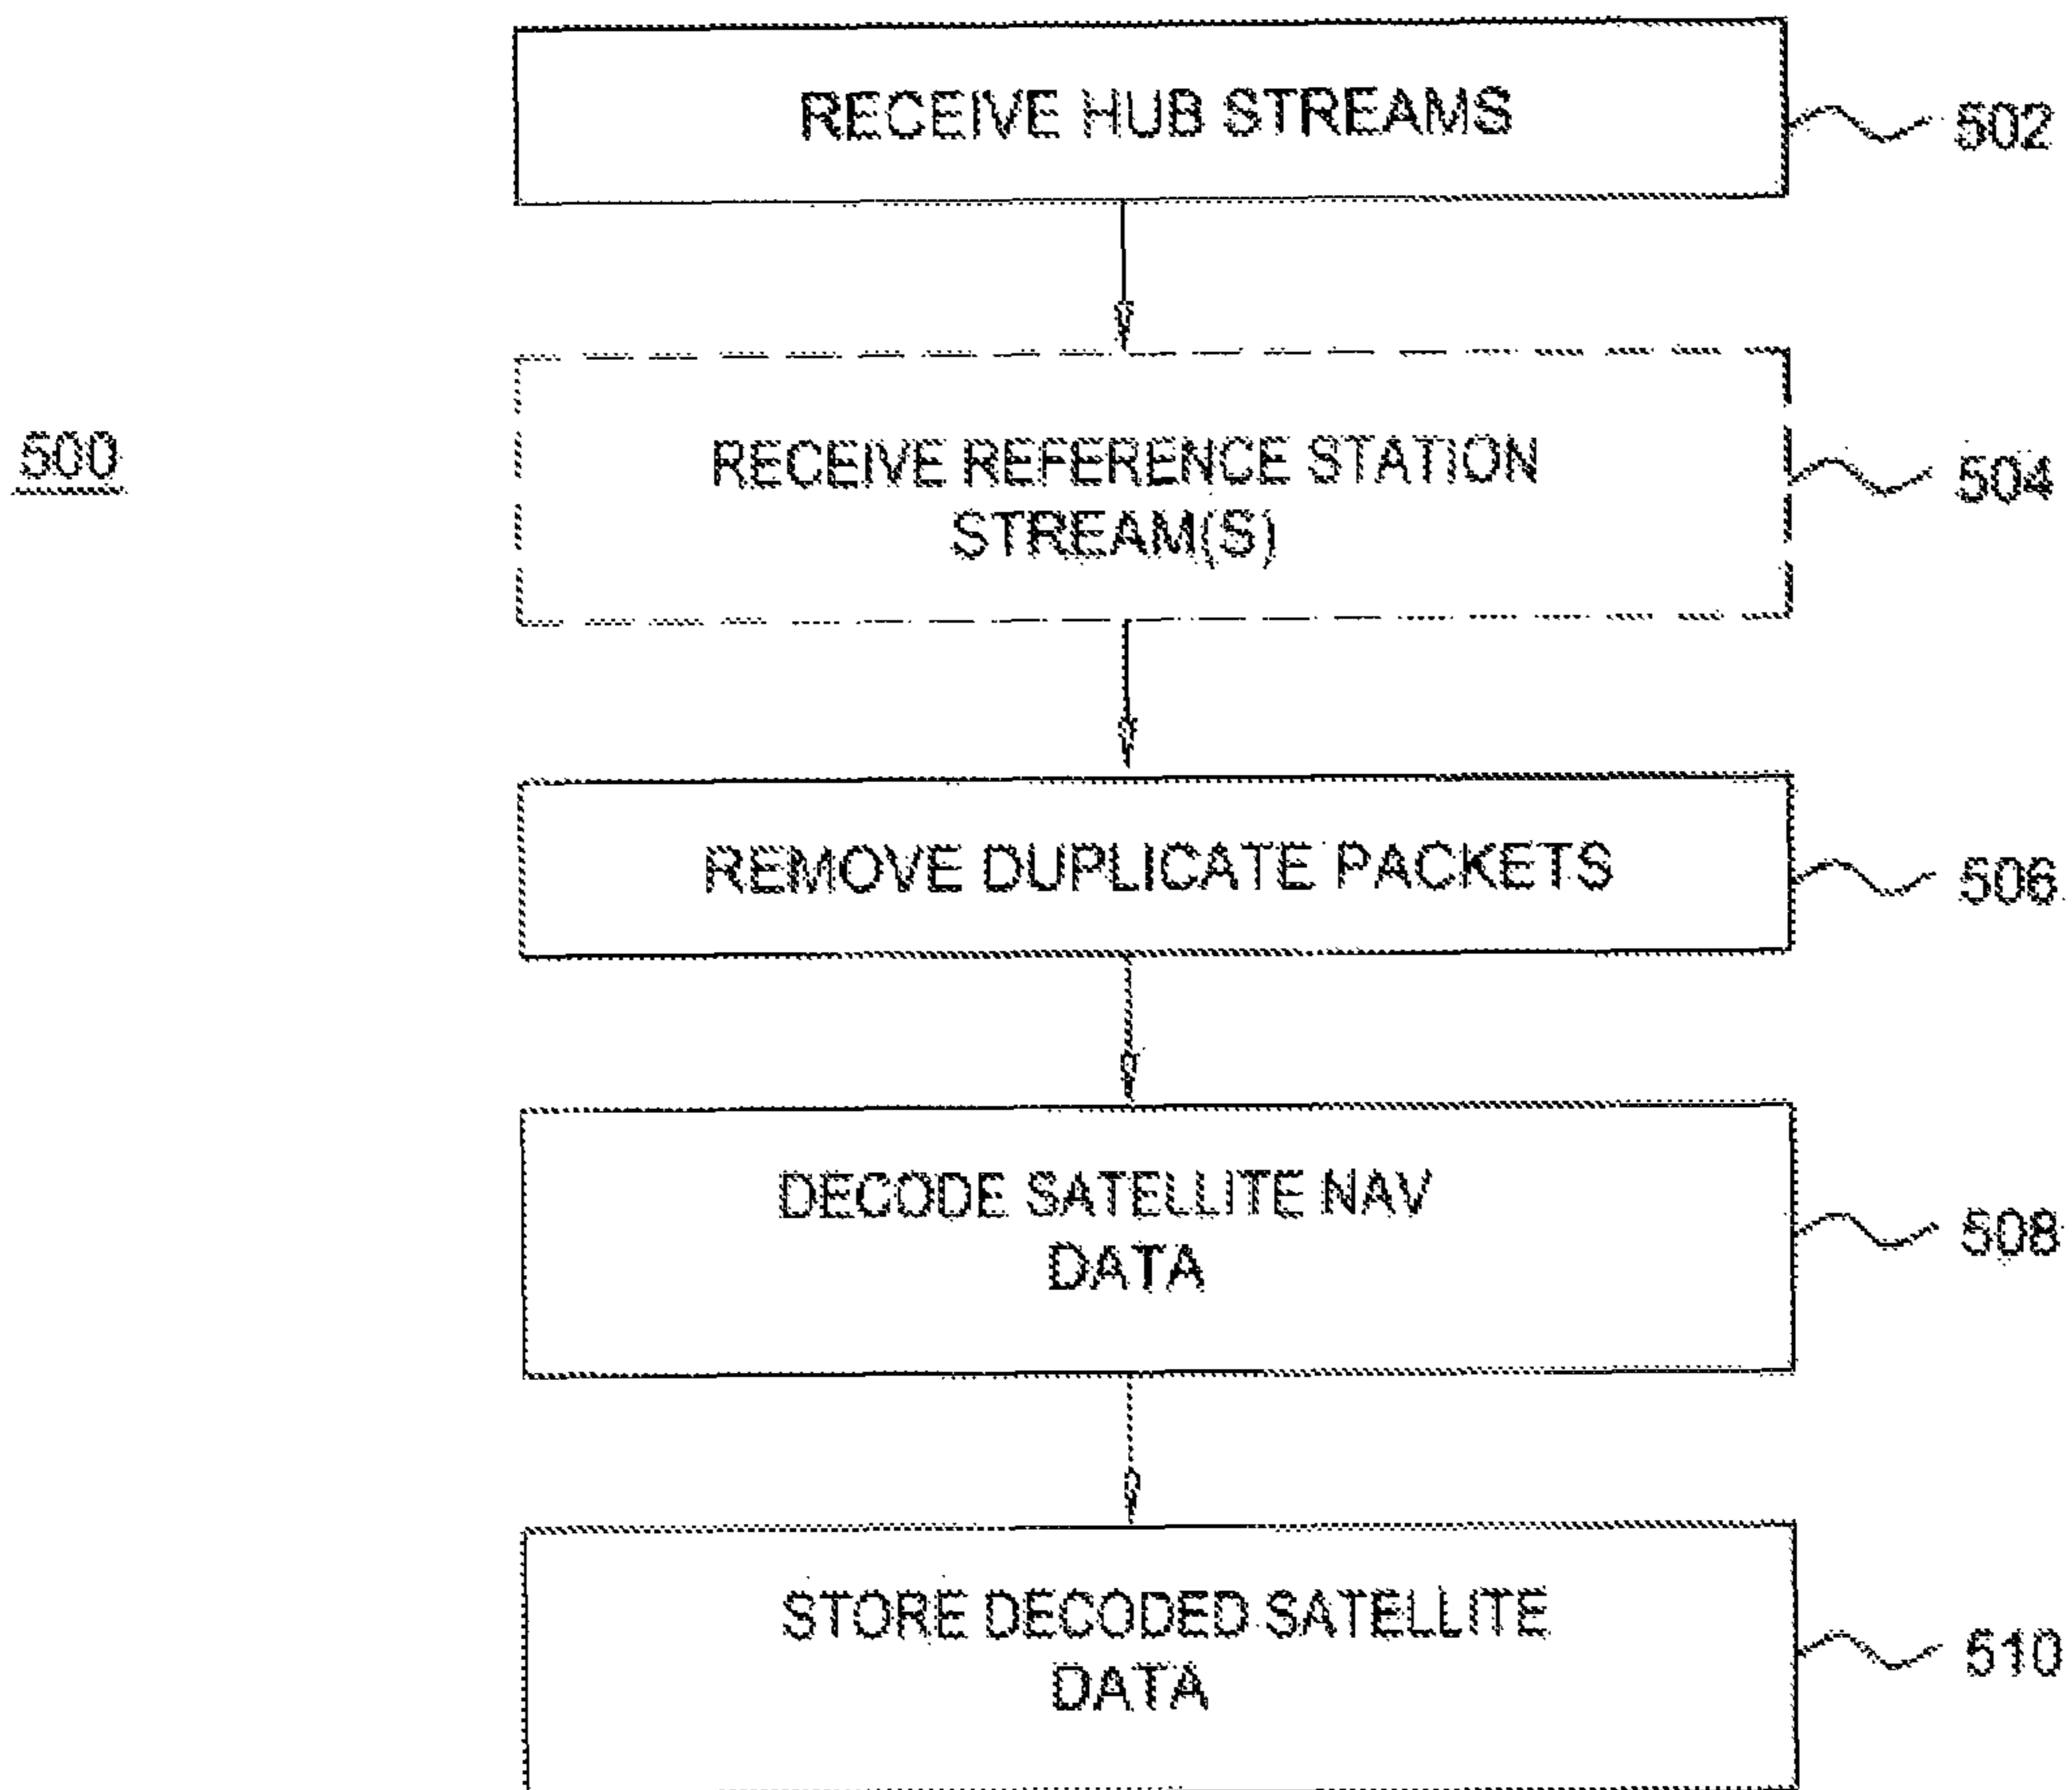 RECEIVE HUB STREAMS
502
500
RECEIVE REFERENCE STATION
STREAM(S)
504
REMOVE DUPLICATE PACKETS
506
DECODE SATELLITE NAV
DATA
508
STORE DECODED SATELLITE
DATA
510